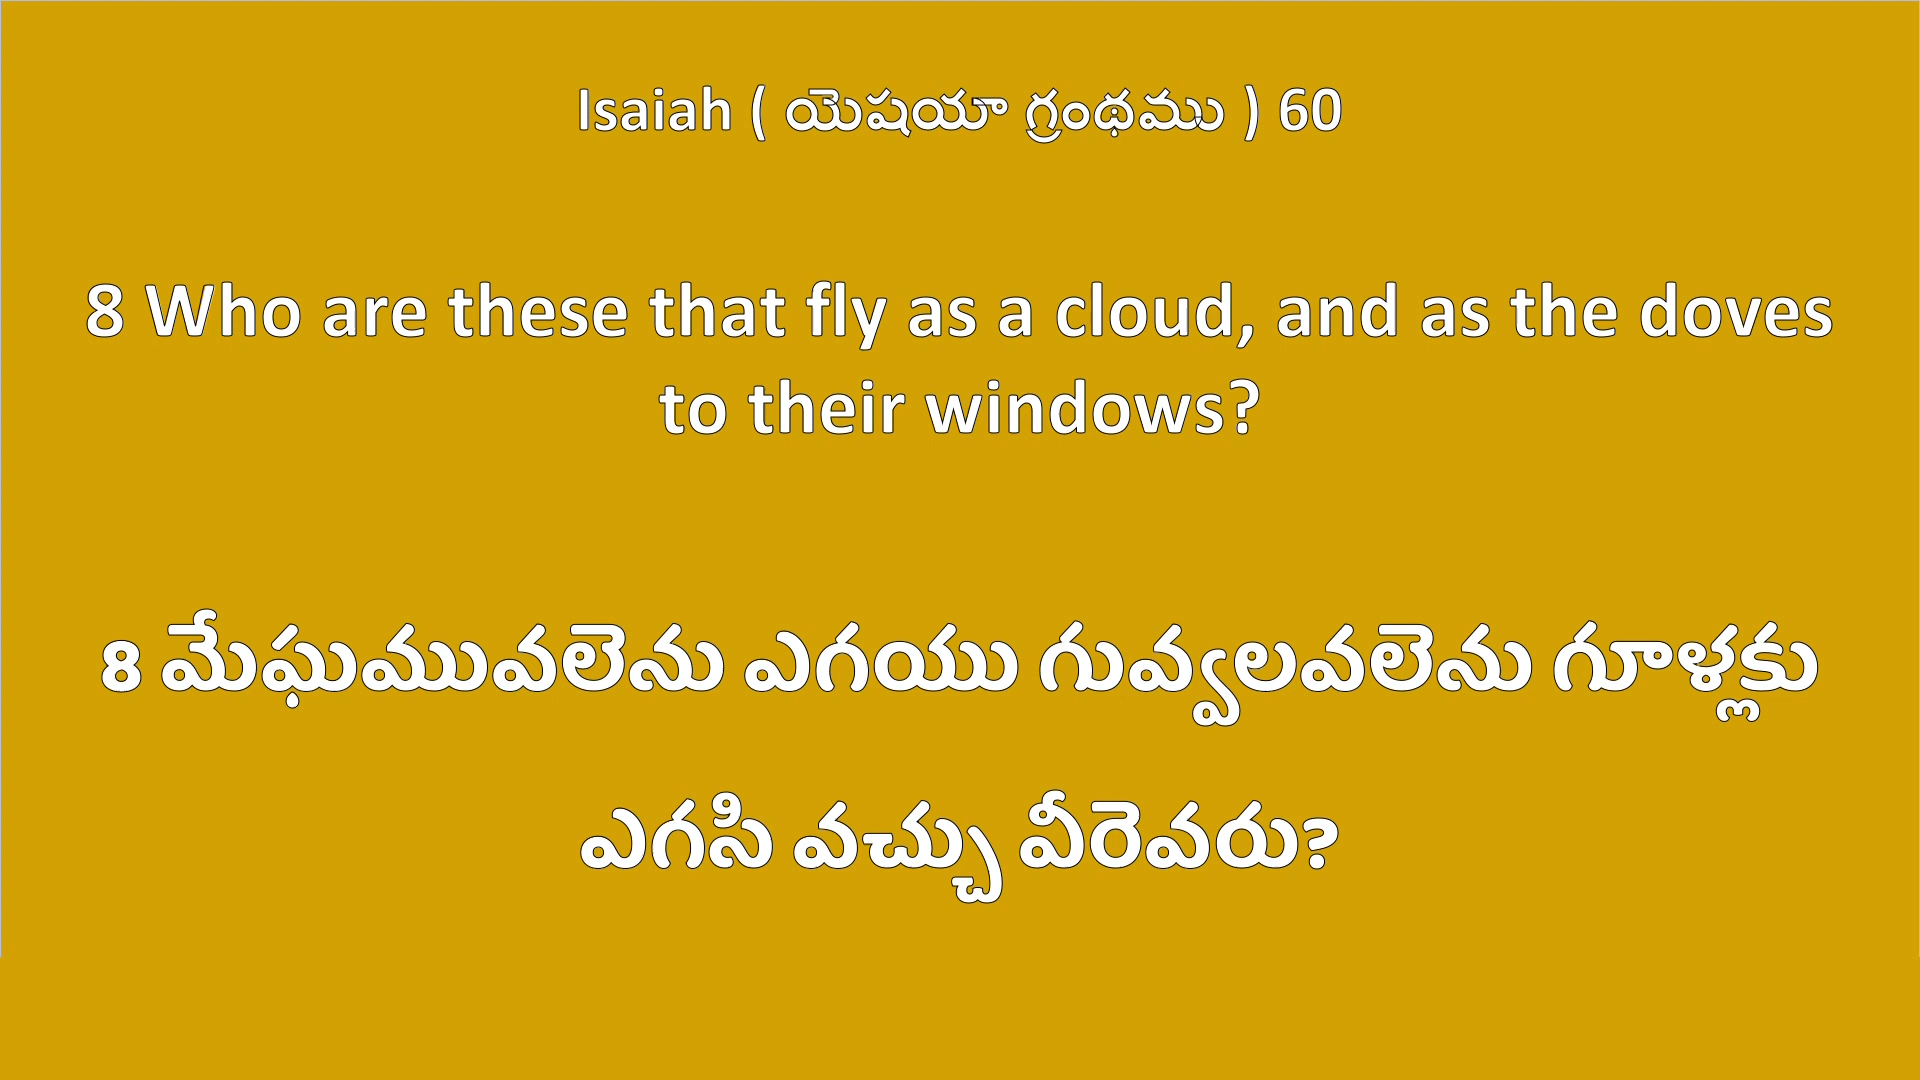 Isaiah ( యెషయా గ్రంథము ) 60
8 Who are these that fly as a cloud, and as the doves
to their windows?
8 మేఘమువలెను ఎగయు గువ్వలవలెను గూళ్లకు
ఎగసి వచ్చు వీరెవరు?